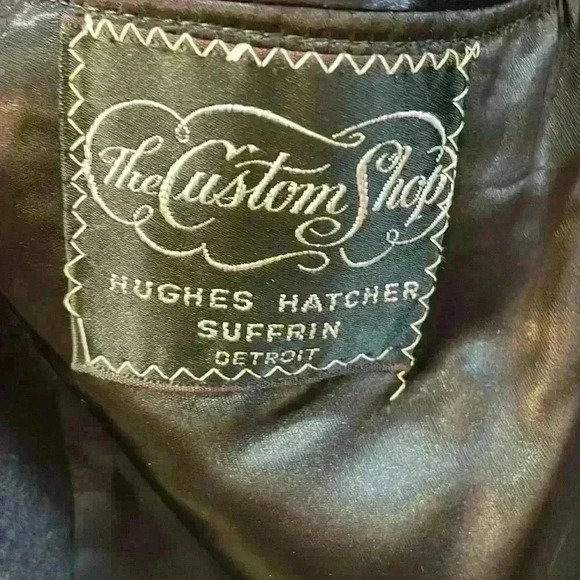 The Custom Shop
HUGHES HATCHER
SUFFRIN
DETROIT